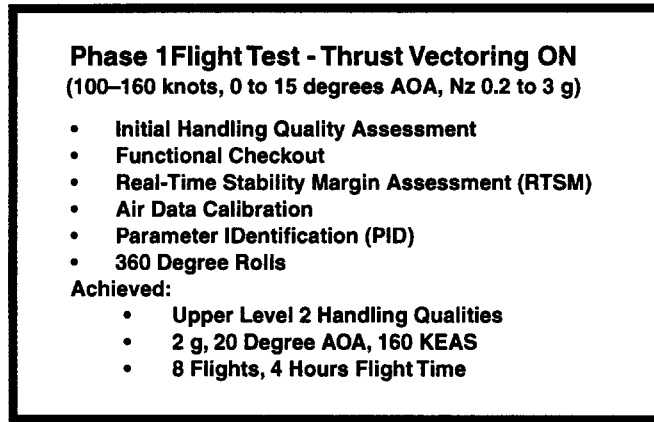 Phase 1Flight Test - Thrust Vectoring ON
(100–160 knots, 0 to 15 degrees AOA, Nz 0.2 to 3 g)
• Initial Handling Quality Assessment
• Functional Checkout
• Real-Time Stability Margin Assessment (RTSM)
• Air Data Calibration
• Parameter IDentification (PID)
• 360 Degree Rolls
Achieved:
• Upper Level 2 Handling Qualities
• 2 g, 20 Degree AOA, 160 KEAS
• 8 Flights, 4 Hours Flight Time